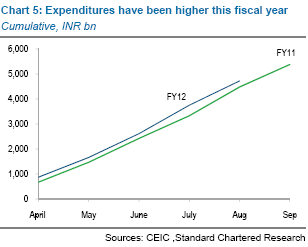 Chart 5: Expenditures have been higher this fiscal year
Cumulative, INR bn
6,000
FY11
5,000
FY12
4,000
3,000
2,000
1,000
0
April May June July Aug Sep
Sources: CEIC ,Standard Chartered Research